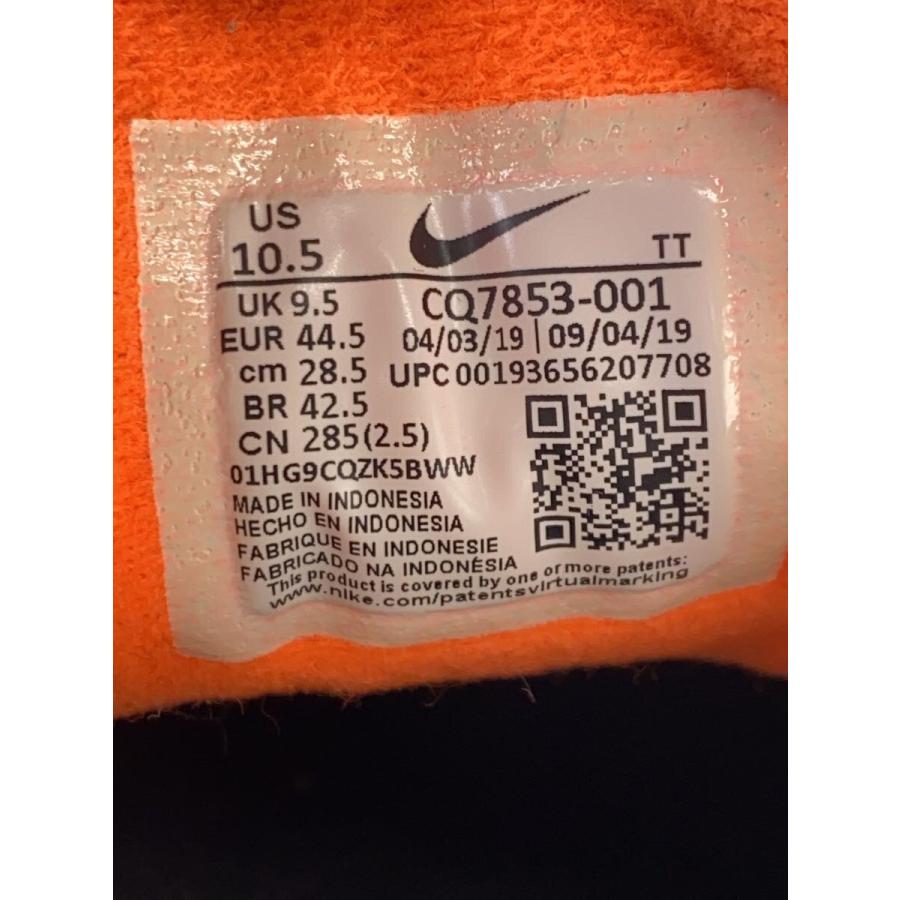 US
10.5
TT
UK 9.5
CQ7853-001
EUR 44.5
04/03/19 | 09/04/19
cm 28.5
UPC 00193656207708
BR 42.5
CN 285(2.5)
01HG9CQZK5BWW
MADE IN INDONESIA
HECHO EN INDONESIA
FABRIQUE EN INDONESIE
FABRICADO NA INDONÉSIA
This product is covered by one or more patents:
www.nike.com/patentsvirtualmarking